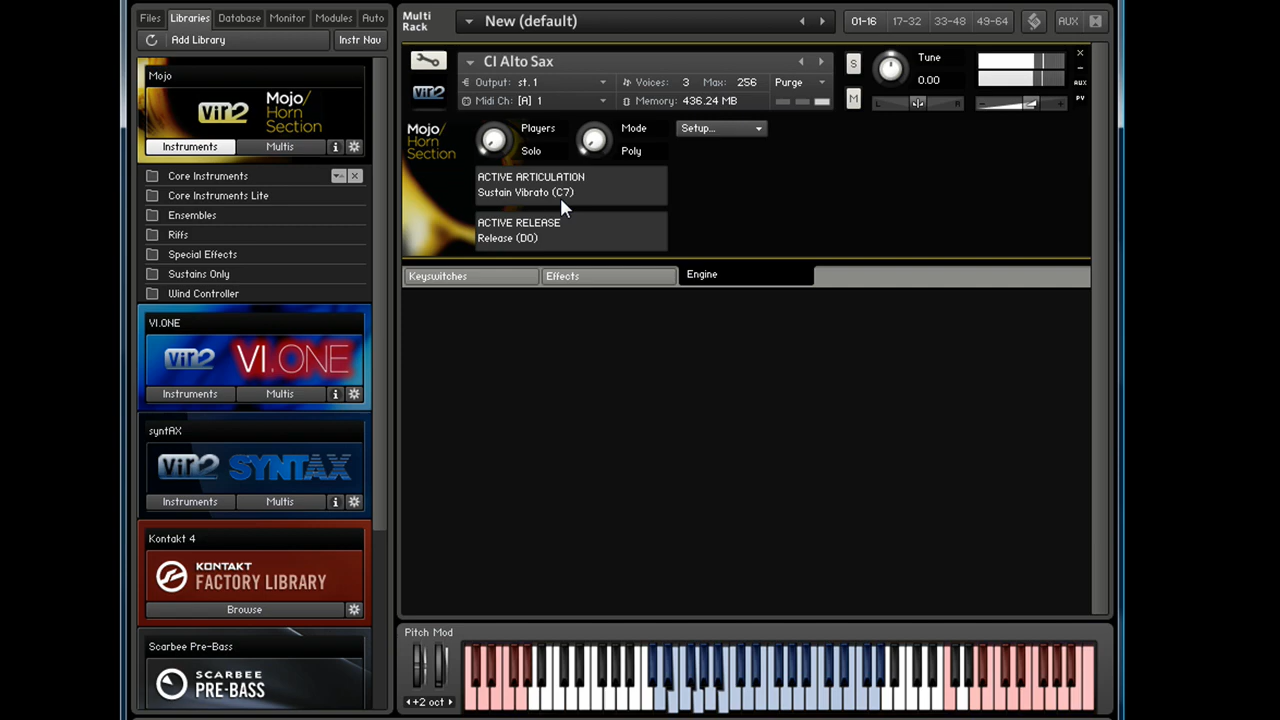 Files Libraries Database Monitor Modules Auto
Add Library Instr Nav
Mojo
Vir2 Mojo/
Horn
Section
Instruments Multis i
Core Instruments
Core Instruments Lite
Ensembles
Riffs
Special Effects
Sustains Only
Wind Controller
VI.ONE
Vir2 VI.ONE
Instruments Multis i
syntAX
Vir2 SYNTAX
Instruments Multis i
Kontakt 4
KONTAKT
FACTORY LIBRARY
Browse
Scarbee Pre-Bass
SCARBEE
PRE-BASS
Multi
Rack
New (default)
01-16 17-32 33-48 49-64 AUX
CI Alto Sax
Output: st. 1 Voices: 3 Max: 256 Purge
Midi Ch: [A] 1 Memory: 436.24 MB
Vir2
S
M
Tune
0.00
L R
AUX
PV
Mojo/
Horn
Section
Players
Solo
Mode
Poly
Setup...
ACTIVE ARTICULATION
Sustain Vibrato (C7)
ACTIVE RELEASE
Release (D0)
Keyswitches Effects Engine
Pitch Mod
+2 oct